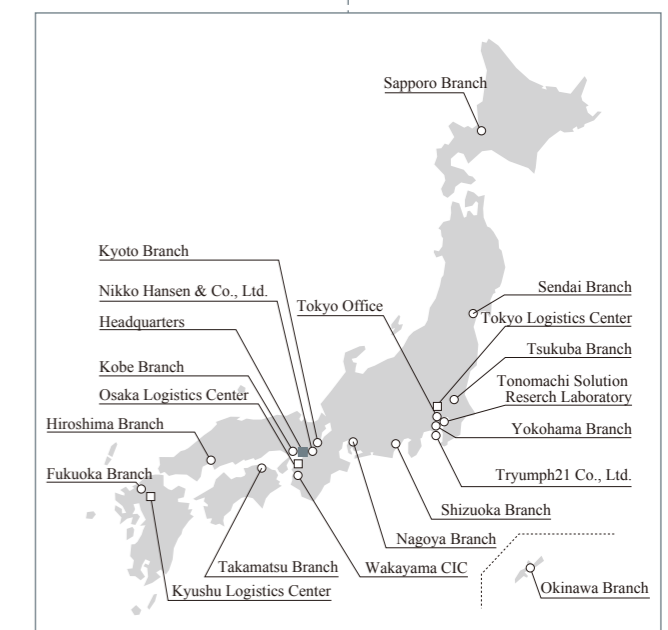 Sapporo Branch
Kyoto Branch
Nikko Hansen & Co., Ltd.
Headquarters
Kobe Branch
Osaka Logistics Center
Hiroshima Branch
Fukuoka Branch
Tokyo Office
Sendai Branch
Tokyo Logistics Center
Tsukuba Branch
Tonomachi Solution
Reserch Laboratory
Yokohama Branch
Tryumph21 Co., Ltd.
Shizuoka Branch
Nagoya Branch
Takamatsu Branch
Wakayama CIC
Kyushu Logistics Center
Okinawa Branch